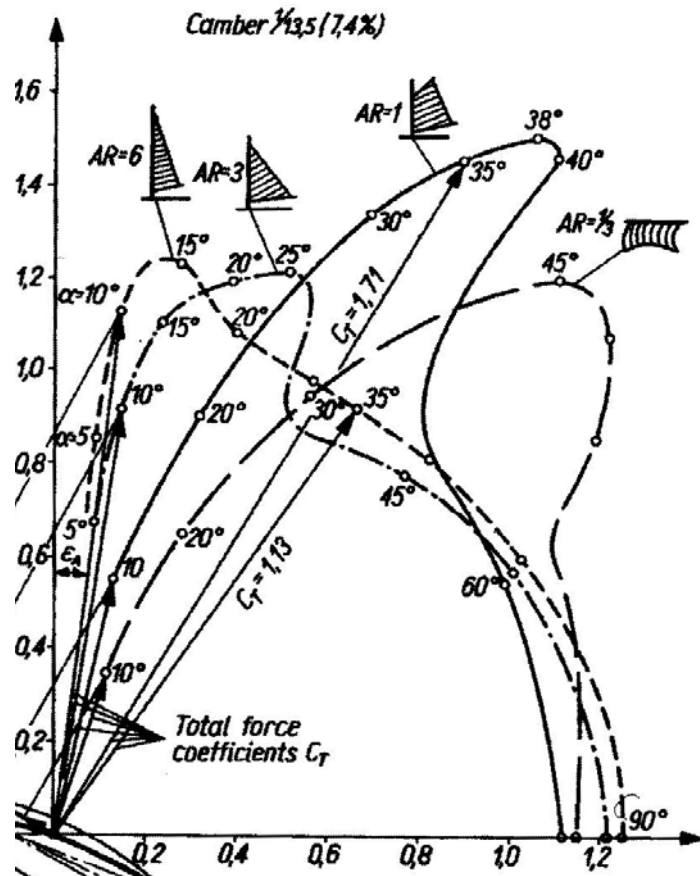 Camber 1/13,5 (7,4%)
1,6
AR=1
38°
AR=6
AR=3
35°
40°
1,4
30°
AR=1/3
15°
20°
25°
45°
1,2
α=10°
15°
20°
C_T=1,71
1,0
10°
30°
35°
20°
α=5
0,8
45°
5°
20°
0,6
ε_A
10
C_T=1,13
60°
0,4
10°
0,2
Total force
coefficients C_T
90°
0,2
0,4
0,6
0,8
1,0
1,2